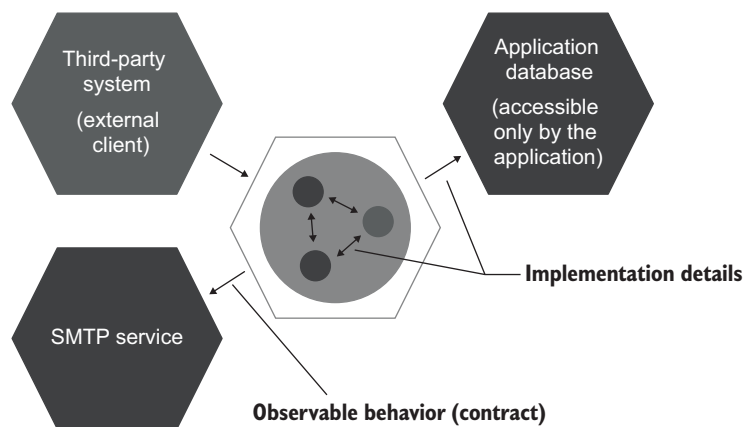 Third-party
system
(external
client)
Application
database
(accessible
only by the
application)
Implementation details
SMTP service
Observable behavior (contract)